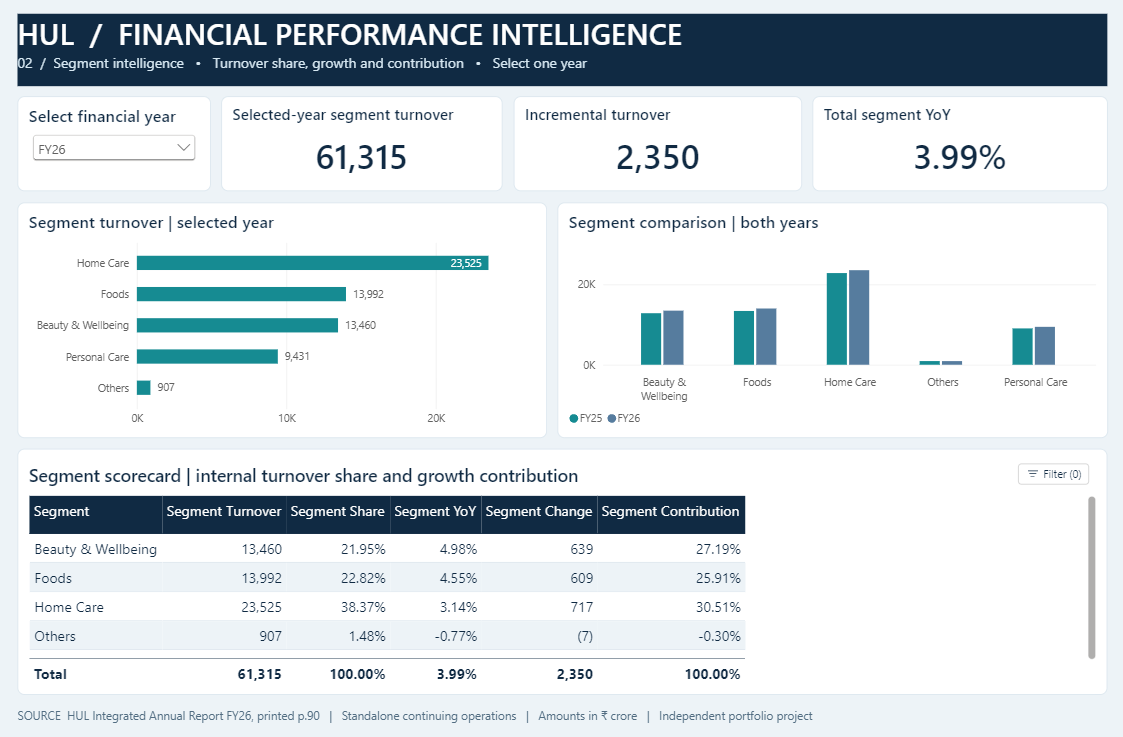 HUL / FINANCIAL PERFORMANCE INTELLIGENCE
02 / Segment intelligence • Turnover share, growth and contribution • Select one year
Select financial year
FY26
Selected-year segment turnover
61,315
Incremental turnover
2,350
Total segment YoY
3.99%
Segment turnover | selected year
Home Care 23,525
Foods 13,992
Beauty & Wellbeing 13,460
Personal Care 9,431
Others 907
0K 10K 20K
Segment comparison | both years
20K
0K
Beauty & Wellbeing Foods Home Care Others Personal Care
FY25 FY26
Segment scorecard | internal turnover share and growth contribution
Filter (0)
Segment Segment Turnover Segment Share Segment YoY Segment Change Segment Contribution
Beauty & Wellbeing 13,460 21.95% 4.98% 639 27.19%
Foods 13,992 22.82% 4.55% 609 25.91%
Home Care 23,525 38.37% 3.14% 717 30.51%
Others 907 1.48% -0.77% (7) -0.30%
Total 61,315 100.00% 3.99% 2,350 100.00%
SOURCE HUL Integrated Annual Report FY26, printed p.90 | Standalone continuing operations | Amounts in ₹ crore | Independent portfolio project